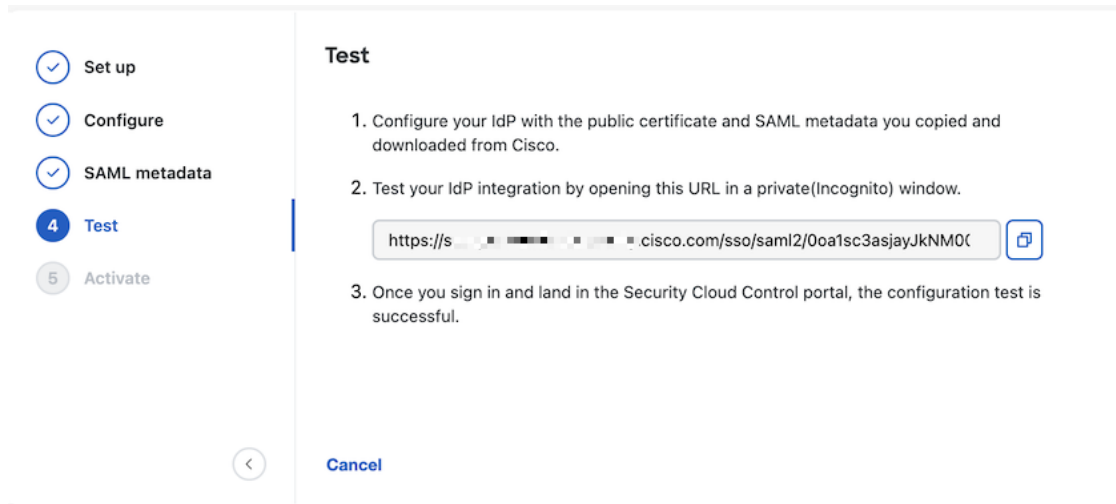 Set up
Configure
SAML metadata
4 Test
5 Activate
Test
1. Configure your IdP with the public certificate and SAML metadata you copied and
downloaded from Cisco.
2. Test your IdP integration by opening this URL in a private(Incognito) window.
https://s .cisco.com/sso/saml2/0oa1sc3asjayJkNM0
3. Once you sign in and land in the Security Cloud Control portal, the configuration test is
successful.
Cancel